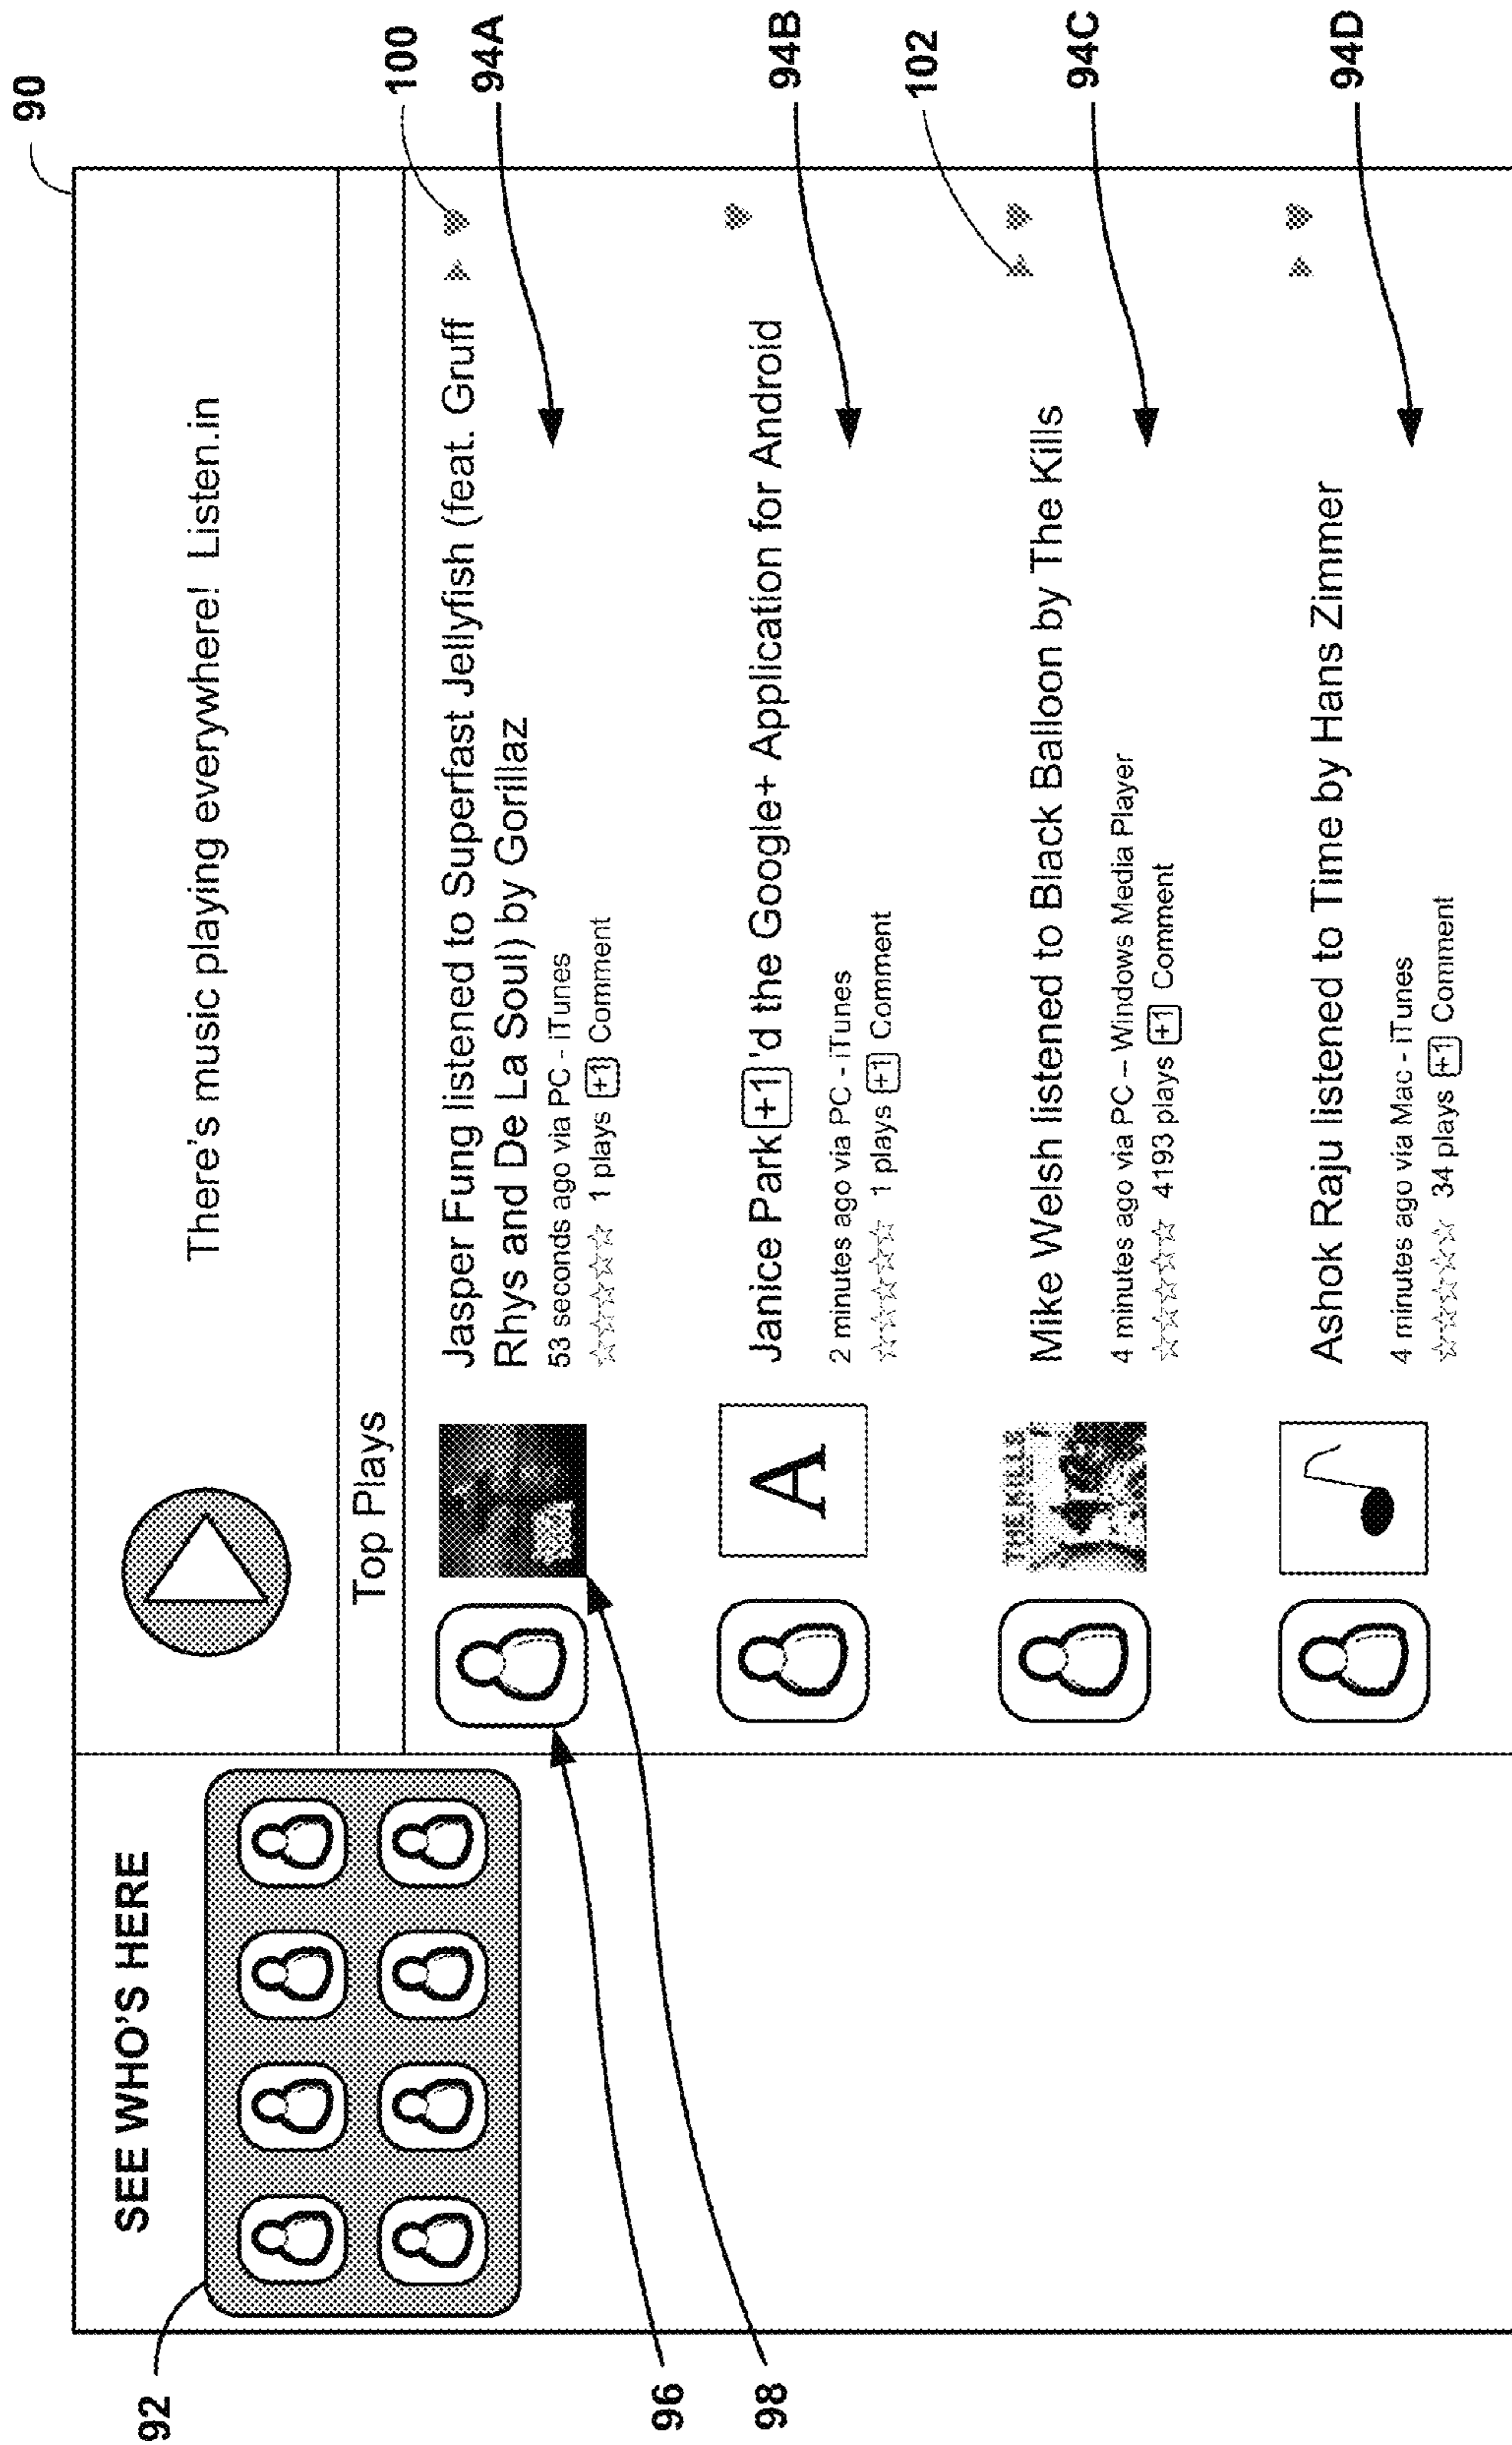 90
SEE WHO'S HERE
92
There's music playing everywhere! Listen.in
Top Plays
100
94A
Jasper Fung listened to Superfast Jellyfish (feat. Gruff
Rhys and De La Soul) by Gorillaz
53 seconds ago via PC - iTunes
1 plays +1 Comment
96
98
94B
A
Janice Park +1 'd the Google+ Application for Android
2 minutes ago via PC - iTunes
1 plays +1 Comment
102
94C
THE KILLS
Mike Welsh listened to Black Balloon by The Kills
4 minutes ago via PC – Windows Media Player
4193 plays +1 Comment
94D
Ashok Raju listened to Time by Hans Zimmer
4 minutes ago via Mac - iTunes
34 plays +1 Comment